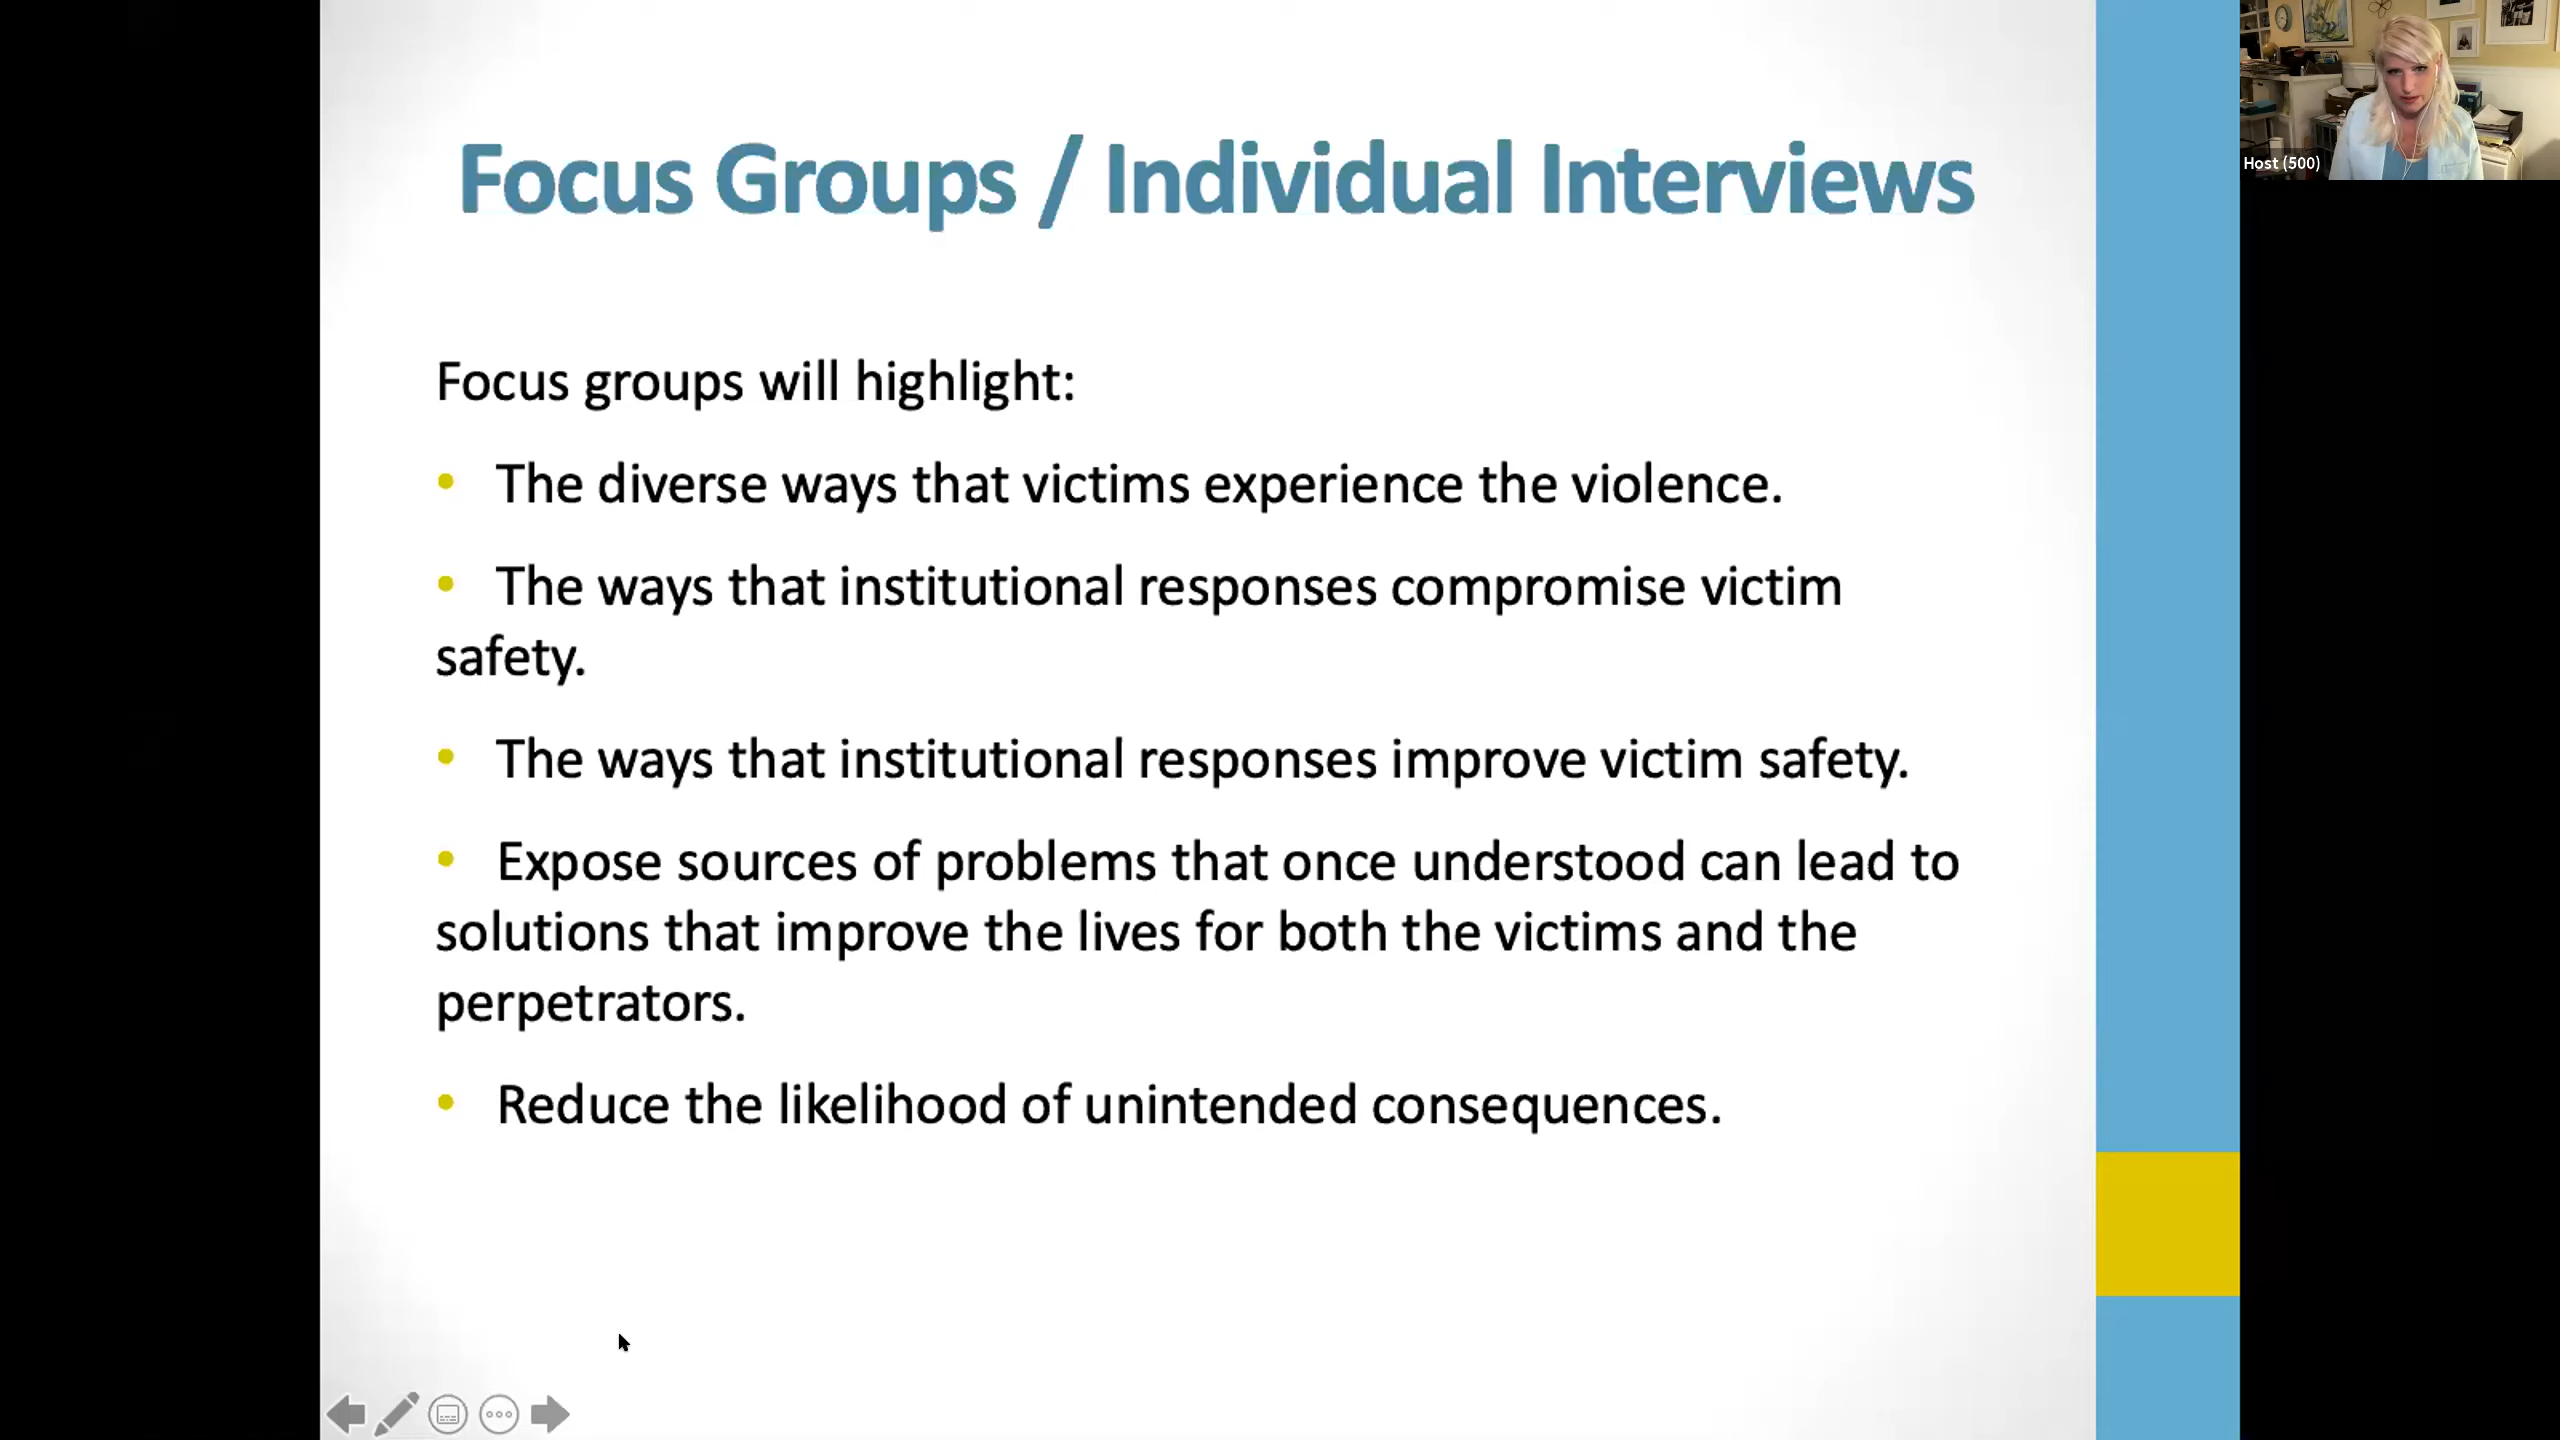 Focus Groups / Individual Interviews
Host (500)
Focus groups will highlight:
• The diverse ways that victims experience the violence.
• The ways that institutional responses compromise victim
safety.
• The ways that institutional responses improve victim safety.
• Expose sources of problems that once understood can lead to
solutions that improve the lives for both the victims and the
perpetrators.
• Reduce the likelihood of unintended consequences.